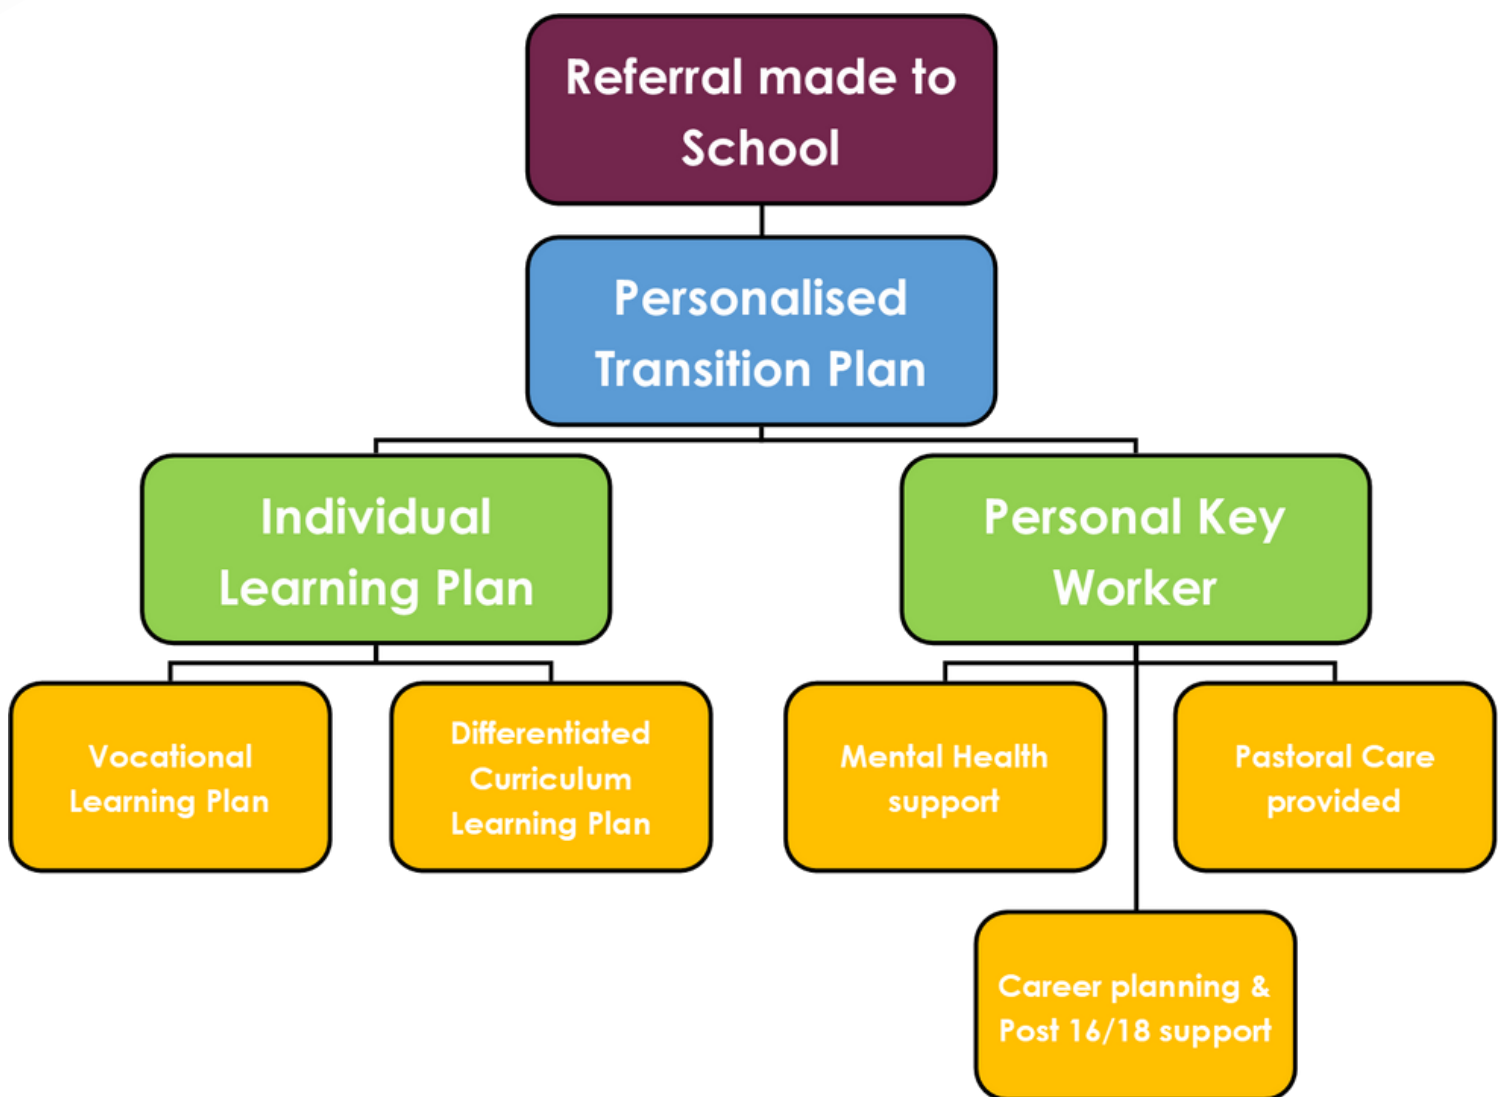 Referral made to
School
Personalised
Transition Plan
Individual
Learning Plan
Personal Key
Worker
Vocational
Learning Plan
Differentiated
Curriculum
Learning Plan
Mental Health
support
Pastoral Care
provided
Career planning &
Post 16/18 support